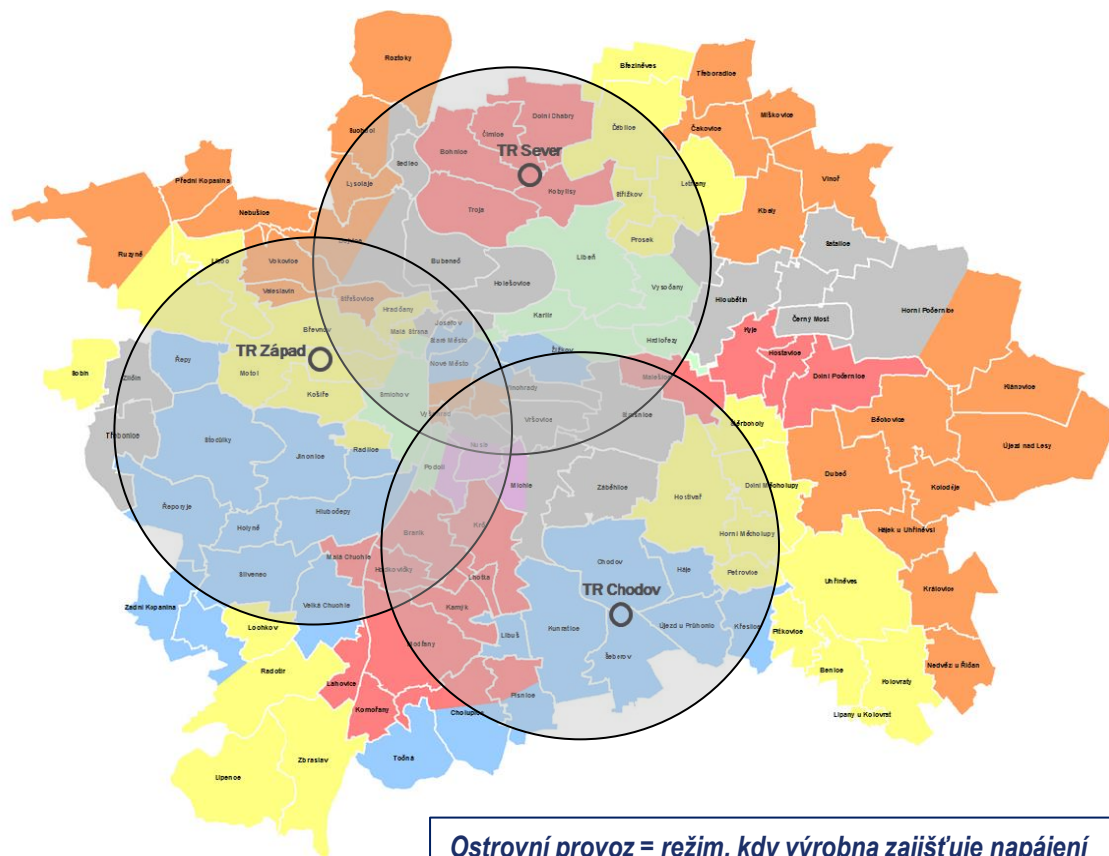 Roztoky
Březiněves
Třeboradice
Miškovice
Suchdol
Dolní Chabry
Čimice
Čáblice
Čakovice
Bohnice
TR Sever
Sedlec
Vinoř
Přední Kopanina
Lysolaje
Kobylisy
Střížkov
Letňany
Nebušice
Troja
Kbely
Satalice
Ruzyně
Prosek
Libeň
Vokovice
Bubeneč
Holešovice
Vysočany
Veleslavín
Hloubětín
Střešovice
Horní Počernice
Hradčany
Karlín
Černý Most
Josefov
Břevnov
Malá Strana
Staré Město
Hrdlořezy
Kyje
TR Západ
Nové Město
Hostavice
Řepy
Dolní Počernice
Sobín
Zličín
Motol
Vinohrady
Malešice
Klánovice
Košíře
Smíchov
Vyšehrad
Vršovice
Běchovice
Třebonice
Stodůlky
Štěrboholy
Újezd nad Lesy
Jinonice
Radlice
Nusle
Podolí
Dubeč
Michle
Záběhlice
Dolní Měcholupy
Koloděje
Hostivař
Řeporyje
Hlubočepy
Holyně
Krč
Hájek u Uhříněvsi
Braník
Horní Měcholupy
Malá Chuchle
Hodkovičky
Chodov
Háje
Petrovice
Slivenec
Lhotka
Uhříněves
Královice
Velká Chuchle
Kamýk
TR Chodov
Zadní Kopanina
Lochkov
Kunratice
Újezd u Průhonic
Křeslice
Libuš
Pitkovice
Modřany
Šeberov
Nedvězí u Říčan
Radotín
Benice
Lahovice
Písnice
Kolovraty
Komořany
Cholupice
Lipany u Kolovrat
Zbraslav
Točná
Lipence
Ostrovní provoz = režim, kdy výrobna zajišťuje napájení